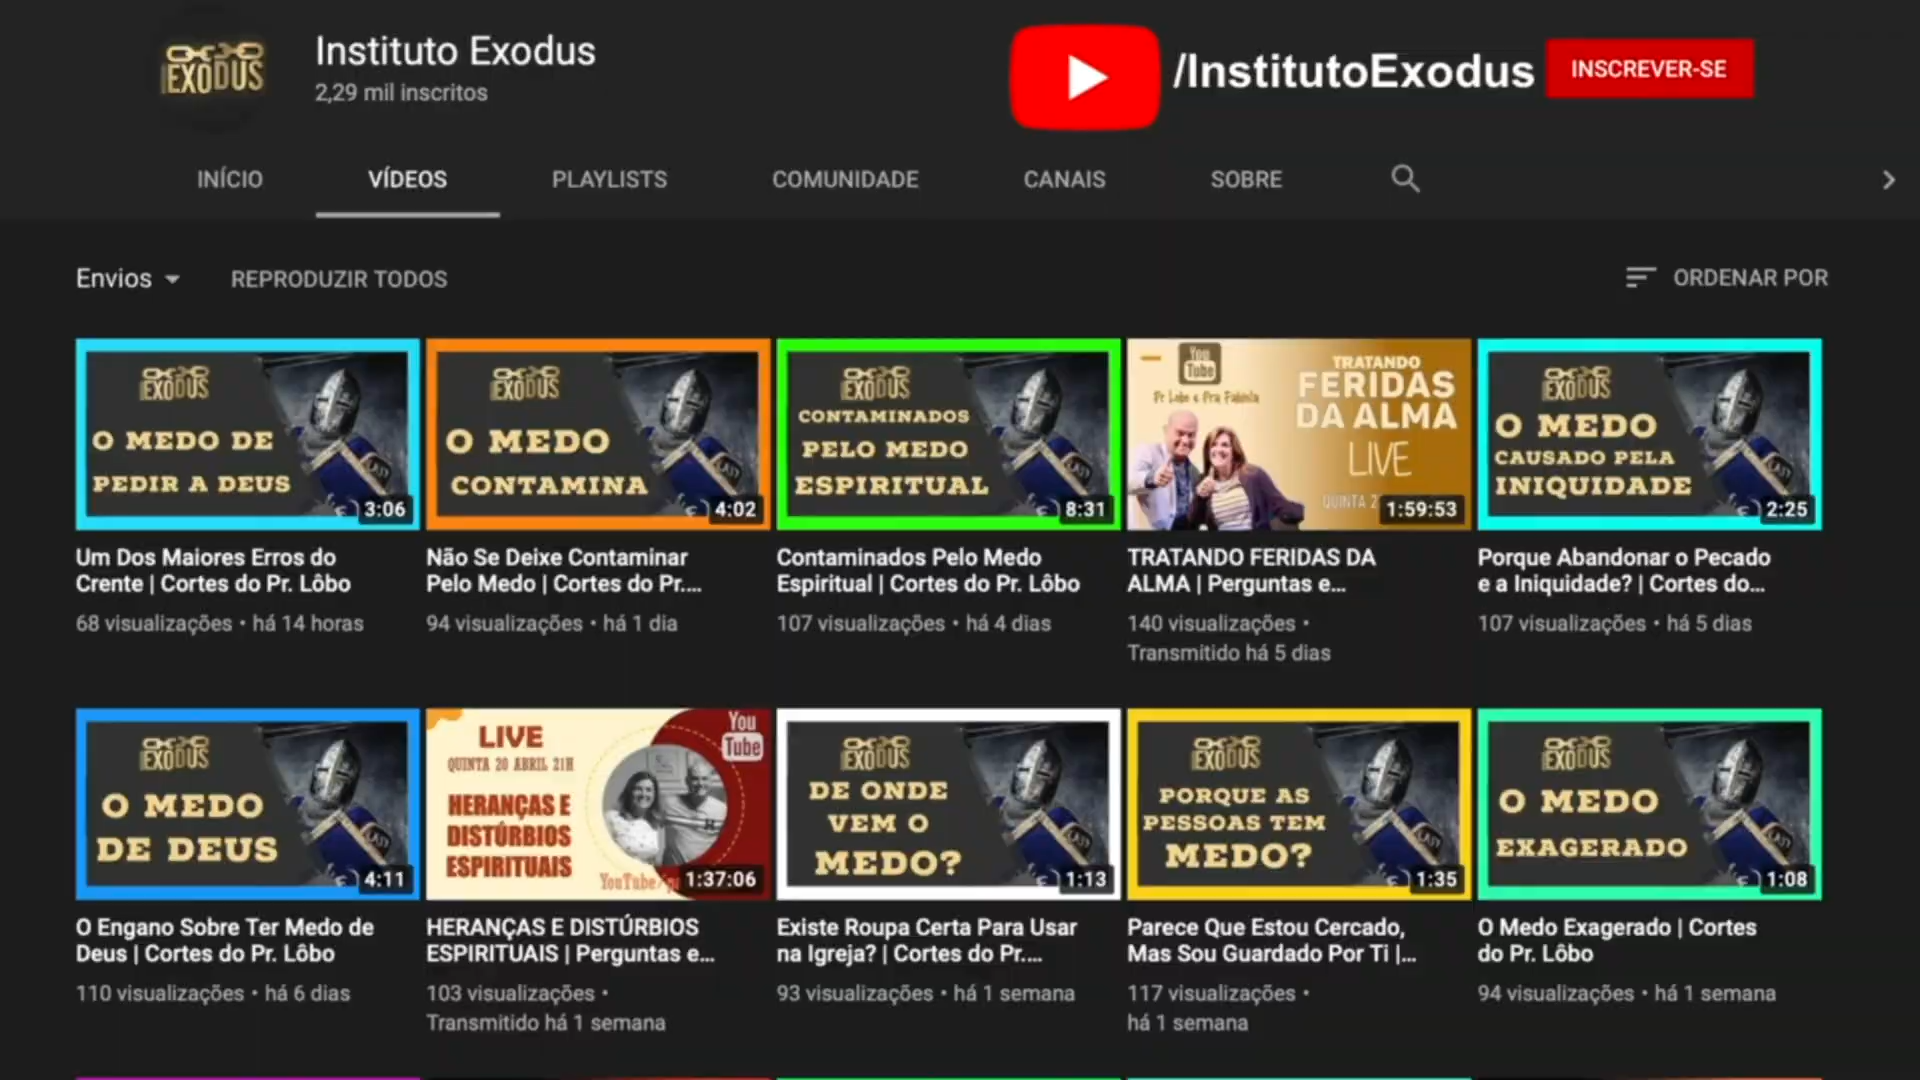 EXODUS
Instituto Exodus
2,29 mil inscritos
/InstitutoExodus
INSCREVER-SE
INÍCIO
VÍDEOS
PLAYLISTS
COMUNIDADE
CANAIS
SOBRE
Envios
REPRODUZIR TODOS
ORDENAR POR
EXODUS
O MEDO DE
PEDIR A DEUS
3:06
Um Dos Maiores Erros do
Crente | Cortes do Pr. Lôbo
68 visualizações • há 14 horas
EXODUS
O MEDO
CONTAMINA
4:02
Não Se Deixe Contaminar
Pelo Medo | Cortes do Pr....
94 visualizações • há 1 dia
EXODUS
CONTAMINADOS
PELO MEDO
ESPIRITUAL
8:31
Contaminados Pelo Medo
Espiritual | Cortes do Pr. Lôbo
107 visualizações • há 4 dias
You
Tube
Pr Lobo e Pra Fabíola
TRATANDO
FERIDAS
DA ALMA
LIVE
QUINTA
1:59:53
TRATANDO FERIDAS DA
ALMA | Perguntas e...
140 visualizações •
Transmitido há 5 dias
EXODUS
O MEDO
CAUSADO PELA
INIQUIDADE
2:25
Porque Abandonar o Pecado
e a Iniquidade? | Cortes do...
107 visualizações • há 5 dias
EXODUS
O MEDO
DE DEUS
4:11
O Engano Sobre Ter Medo de
Deus | Cortes do Pr. Lôbo
110 visualizações • há 6 dias
LIVE
QUINTA 20 ABRIL 21H
HERANÇAS E
DISTÚRBIOS
ESPIRITUAIS
You
Tube
YouTube/
1:37:06
HERANÇAS E DISTÚRBIOS
ESPIRITUAIS | Perguntas e...
103 visualizações •
Transmitido há 1 semana
EXODUS
DE ONDE
VEM O
MEDO?
1:13
Existe Roupa Certa Para Usar
na Igreja? | Cortes do Pr....
93 visualizações • há 1 semana
EXODUS
PORQUE AS
PESSOAS TEM
MEDO?
1:35
Parece Que Estou Cercado,
Mas Sou Guardado Por Ti |...
117 visualizações •
há 1 semana
EXODUS
O MEDO
EXAGERADO
1:08
O Medo Exagerado | Cortes
do Pr. Lôbo
94 visualizações • há 1 semana